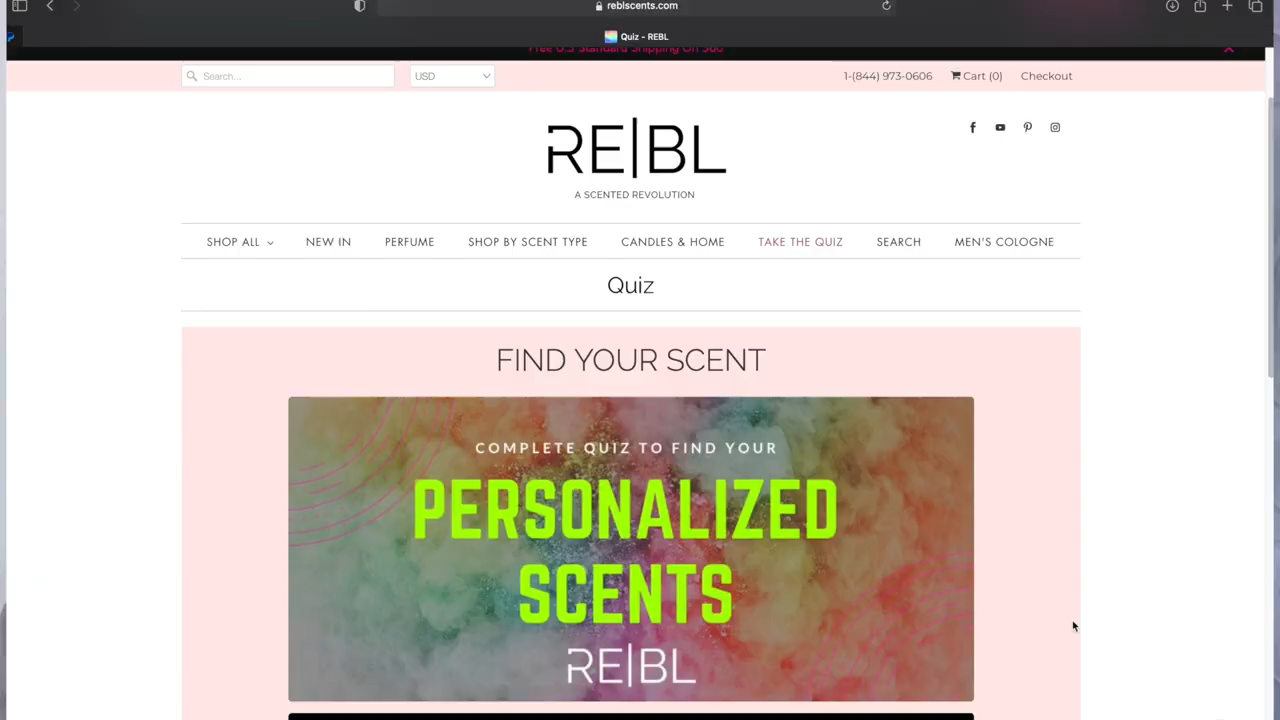 reblscents.com
Quiz – REBL
Free U.S Standard Shipping On $60
Search...
USD
1-(844) 973-0606
Cart (0)
Checkout
RE|BL
A SCENTED REVOLUTION
SHOP ALL
NEW IN
PERFUME
SHOP BY SCENT TYPE
CANDLES & HOME
TAKE THE QUIZ
SEARCH
MEN'S COLOGNE
Quiz
FIND YOUR SCENT
COMPLETE QUIZ TO FIND YOUR
PERSONALIZED
SCENTS
RE|BL